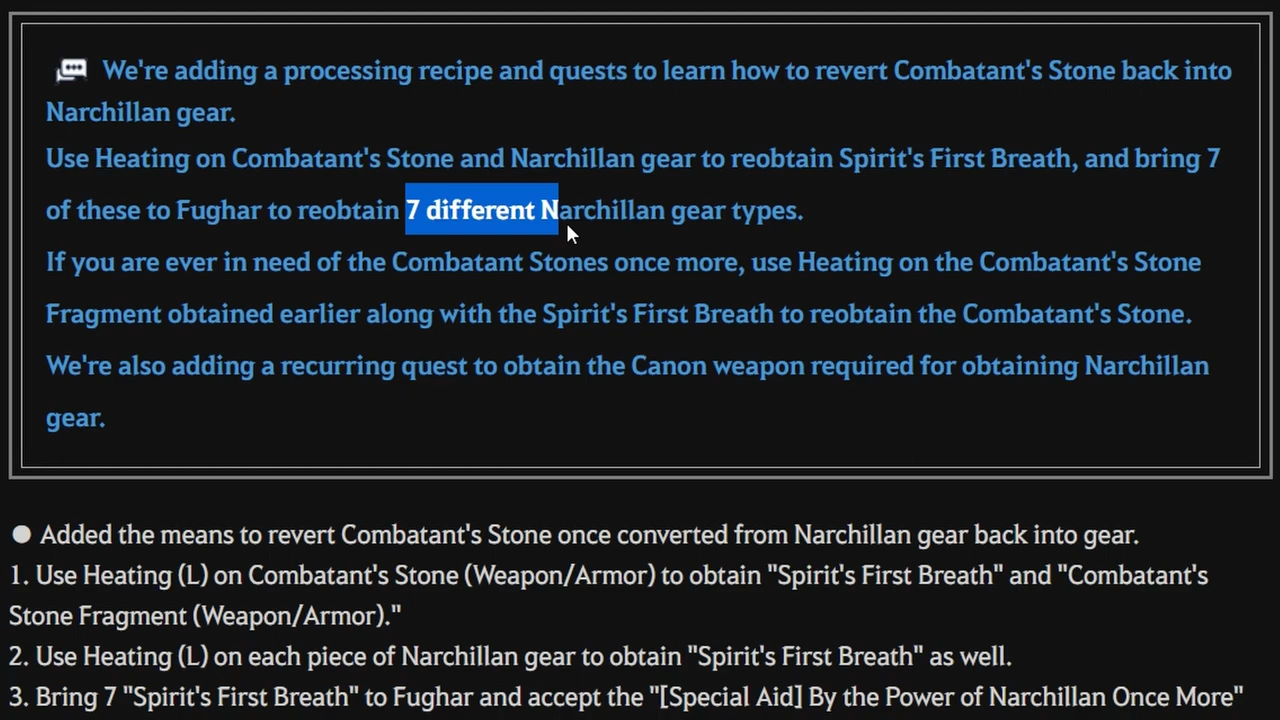 We're adding a processing recipe and quests to learn how to revert Combatant's Stone back into
Narchillan gear.
Use Heating on Combatant's Stone and Narchillan gear to reobtain Spirit's First Breath, and bring 7
of these to Fughar to reobtain 7 different Narchillan gear types.
If you are ever in need of the Combatant Stones once more, use Heating on the Combatant's Stone
Fragment obtained earlier along with the Spirit's First Breath to reobtain the Combatant's Stone.
We're also adding a recurring quest to obtain the Canon weapon required for obtaining Narchillan
gear.
● Added the means to revert Combatant's Stone once converted from Narchillan gear back into gear.
1. Use Heating (L) on Combatant's Stone (Weapon/Armor) to obtain "Spirit's First Breath" and "Combatant's
Stone Fragment (Weapon/Armor)."
2. Use Heating (L) on each piece of Narchillan gear to obtain "Spirit's First Breath" as well.
3. Bring 7 "Spirit's First Breath" to Fughar and accept the "[Special Aid] By the Power of Narchillan Once More"